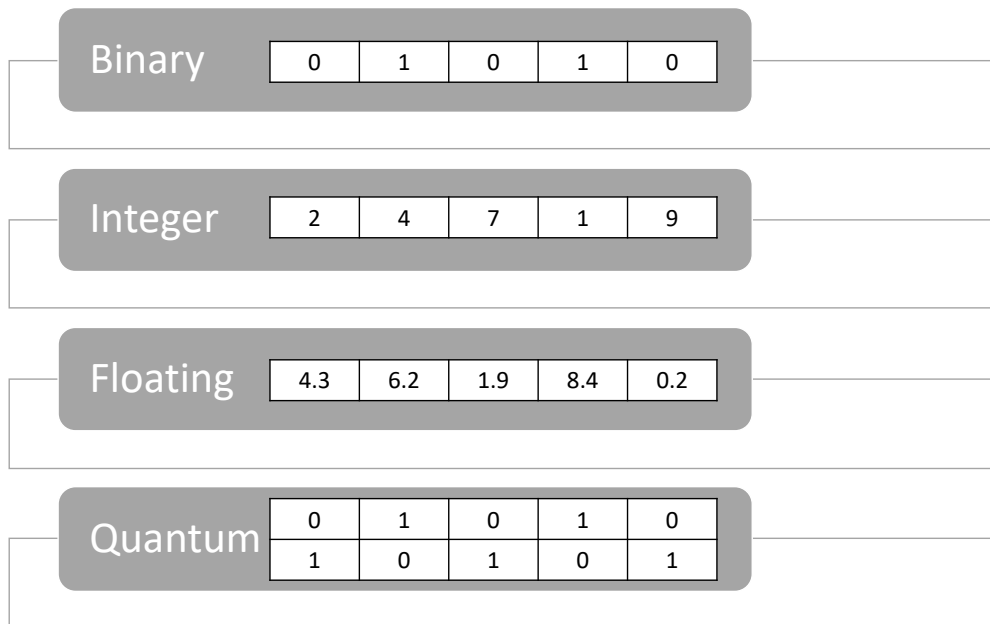 Binary 0 1 0 1 0
Integer 2 4 7 1 9
Floating 4.3 6.2 1.9 8.4 0.2
Quantum 0 1 0 1 0
1 0 1 0 1